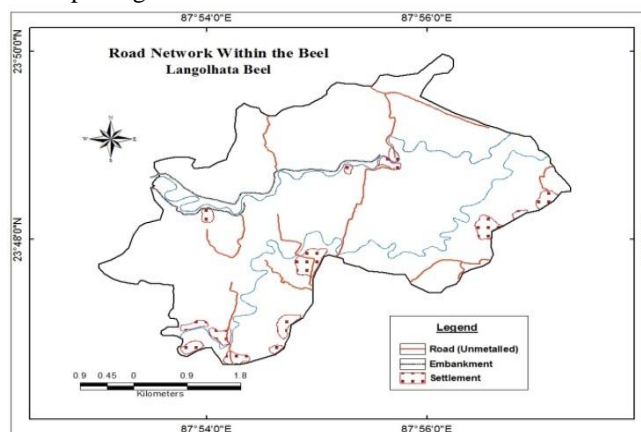 87°54'0"E 87°56'0"E
23°50'0"N
Road Network Within the Beel
Langolhata Beel
N
W E
S
23°48'0"N
Legend
Road (Unmetalled)
Embankment
Settlement
0.9 0.45 0 0.9 1.8
Kilometers
87°54'0"E 87°56'0"E